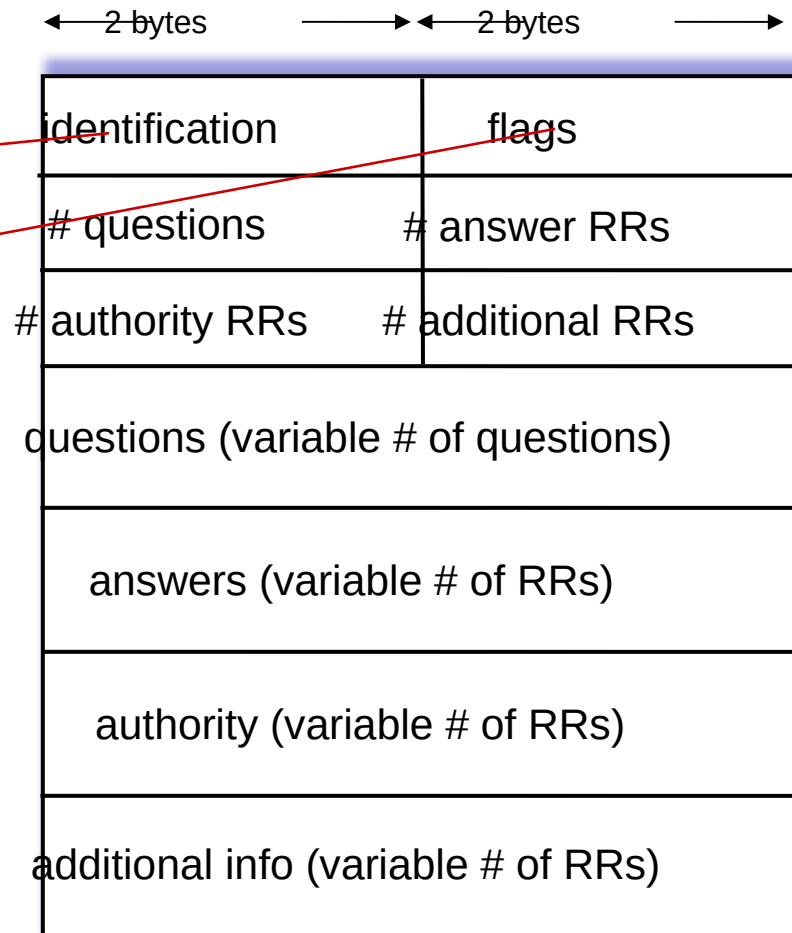 2 bytes 2 bytes
identification flags
# questions # answer RRs
# authority RRs # additional RRs
questions (variable # of questions)
answers (variable # of RRs)
authority (variable # of RRs)
additional info (variable # of RRs)